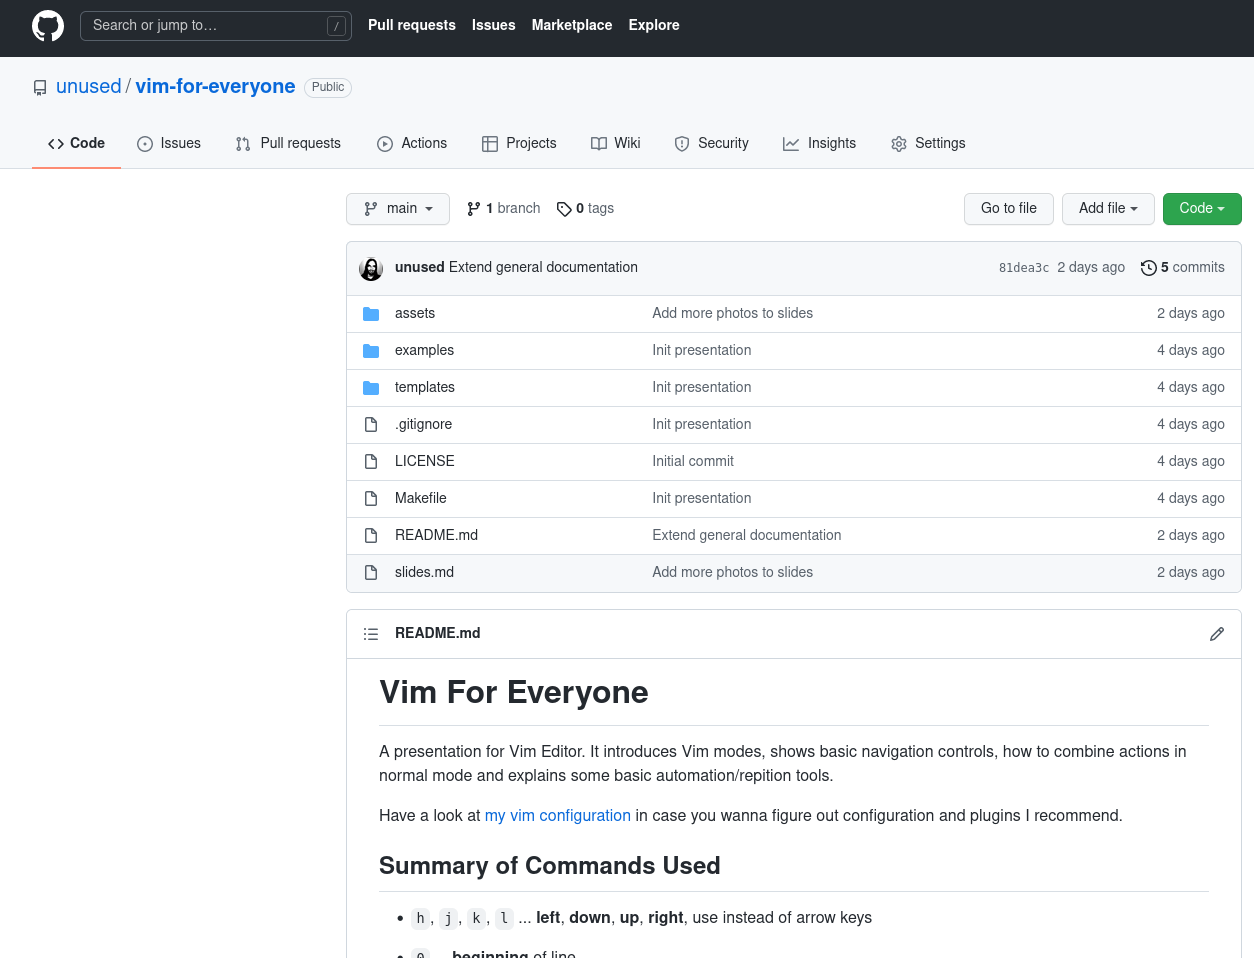 Search or jump to… /
Pull requests Issues Marketplace Explore
unused / vim-for-everyone Public
Code Issues Pull requests Actions Projects Wiki Security Insights Settings
main 1 branch 0 tags Go to file Add file Code
unused Extend general documentation 81dea3c 2 days ago 5 commits
assets Add more photos to slides 2 days ago
examples Init presentation 4 days ago
templates Init presentation 4 days ago
.gitignore Init presentation 4 days ago
LICENSE Initial commit 4 days ago
Makefile Init presentation 4 days ago
README.md Extend general documentation 2 days ago
slides.md Add more photos to slides 2 days ago
README.md
Vim For Everyone
A presentation for Vim Editor. It introduces Vim modes, shows basic navigation controls, how to combine actions in
normal mode and explains some basic automation/repition tools.
Have a look at my vim configuration in case you wanna figure out configuration and plugins I recommend.
Summary of Commands Used
• h, j, k, l ... left, down, up, right, use instead of arrow keys
• 0 ... beginning of line